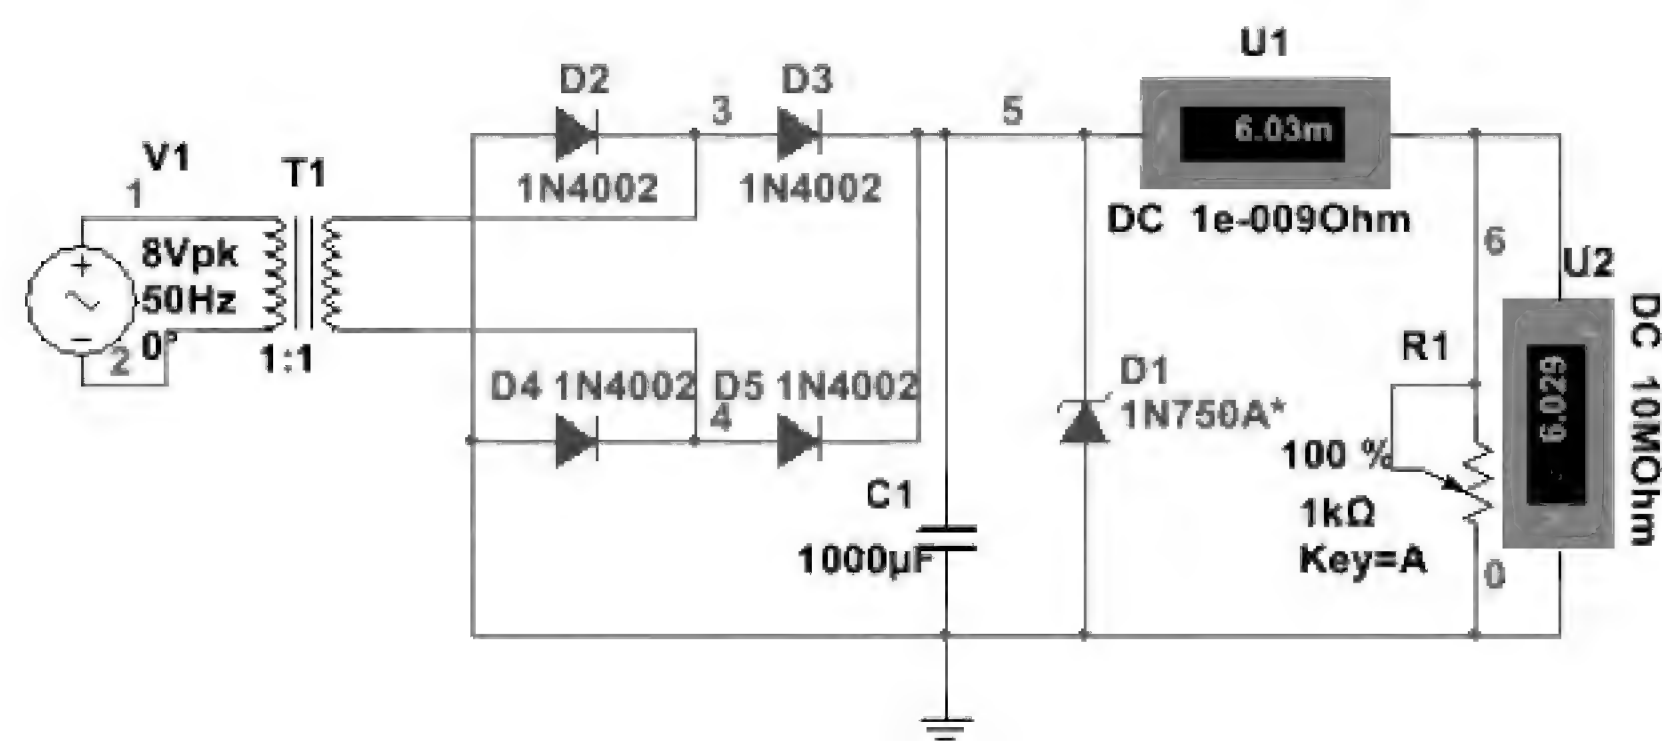 U1
D2
D3
3
5
6.03m
V1
1
T1
1N4002
1N4002
DC 1e-009Ohm
8Vpk
50Hz
0°
2
1:1
6
U2
DC 10MOhm
6.029
R1
D4 1N4002
D5 1N4002
4
D1
1N750A*
100 %
C1
1000µF
1kΩ
Key=A
0